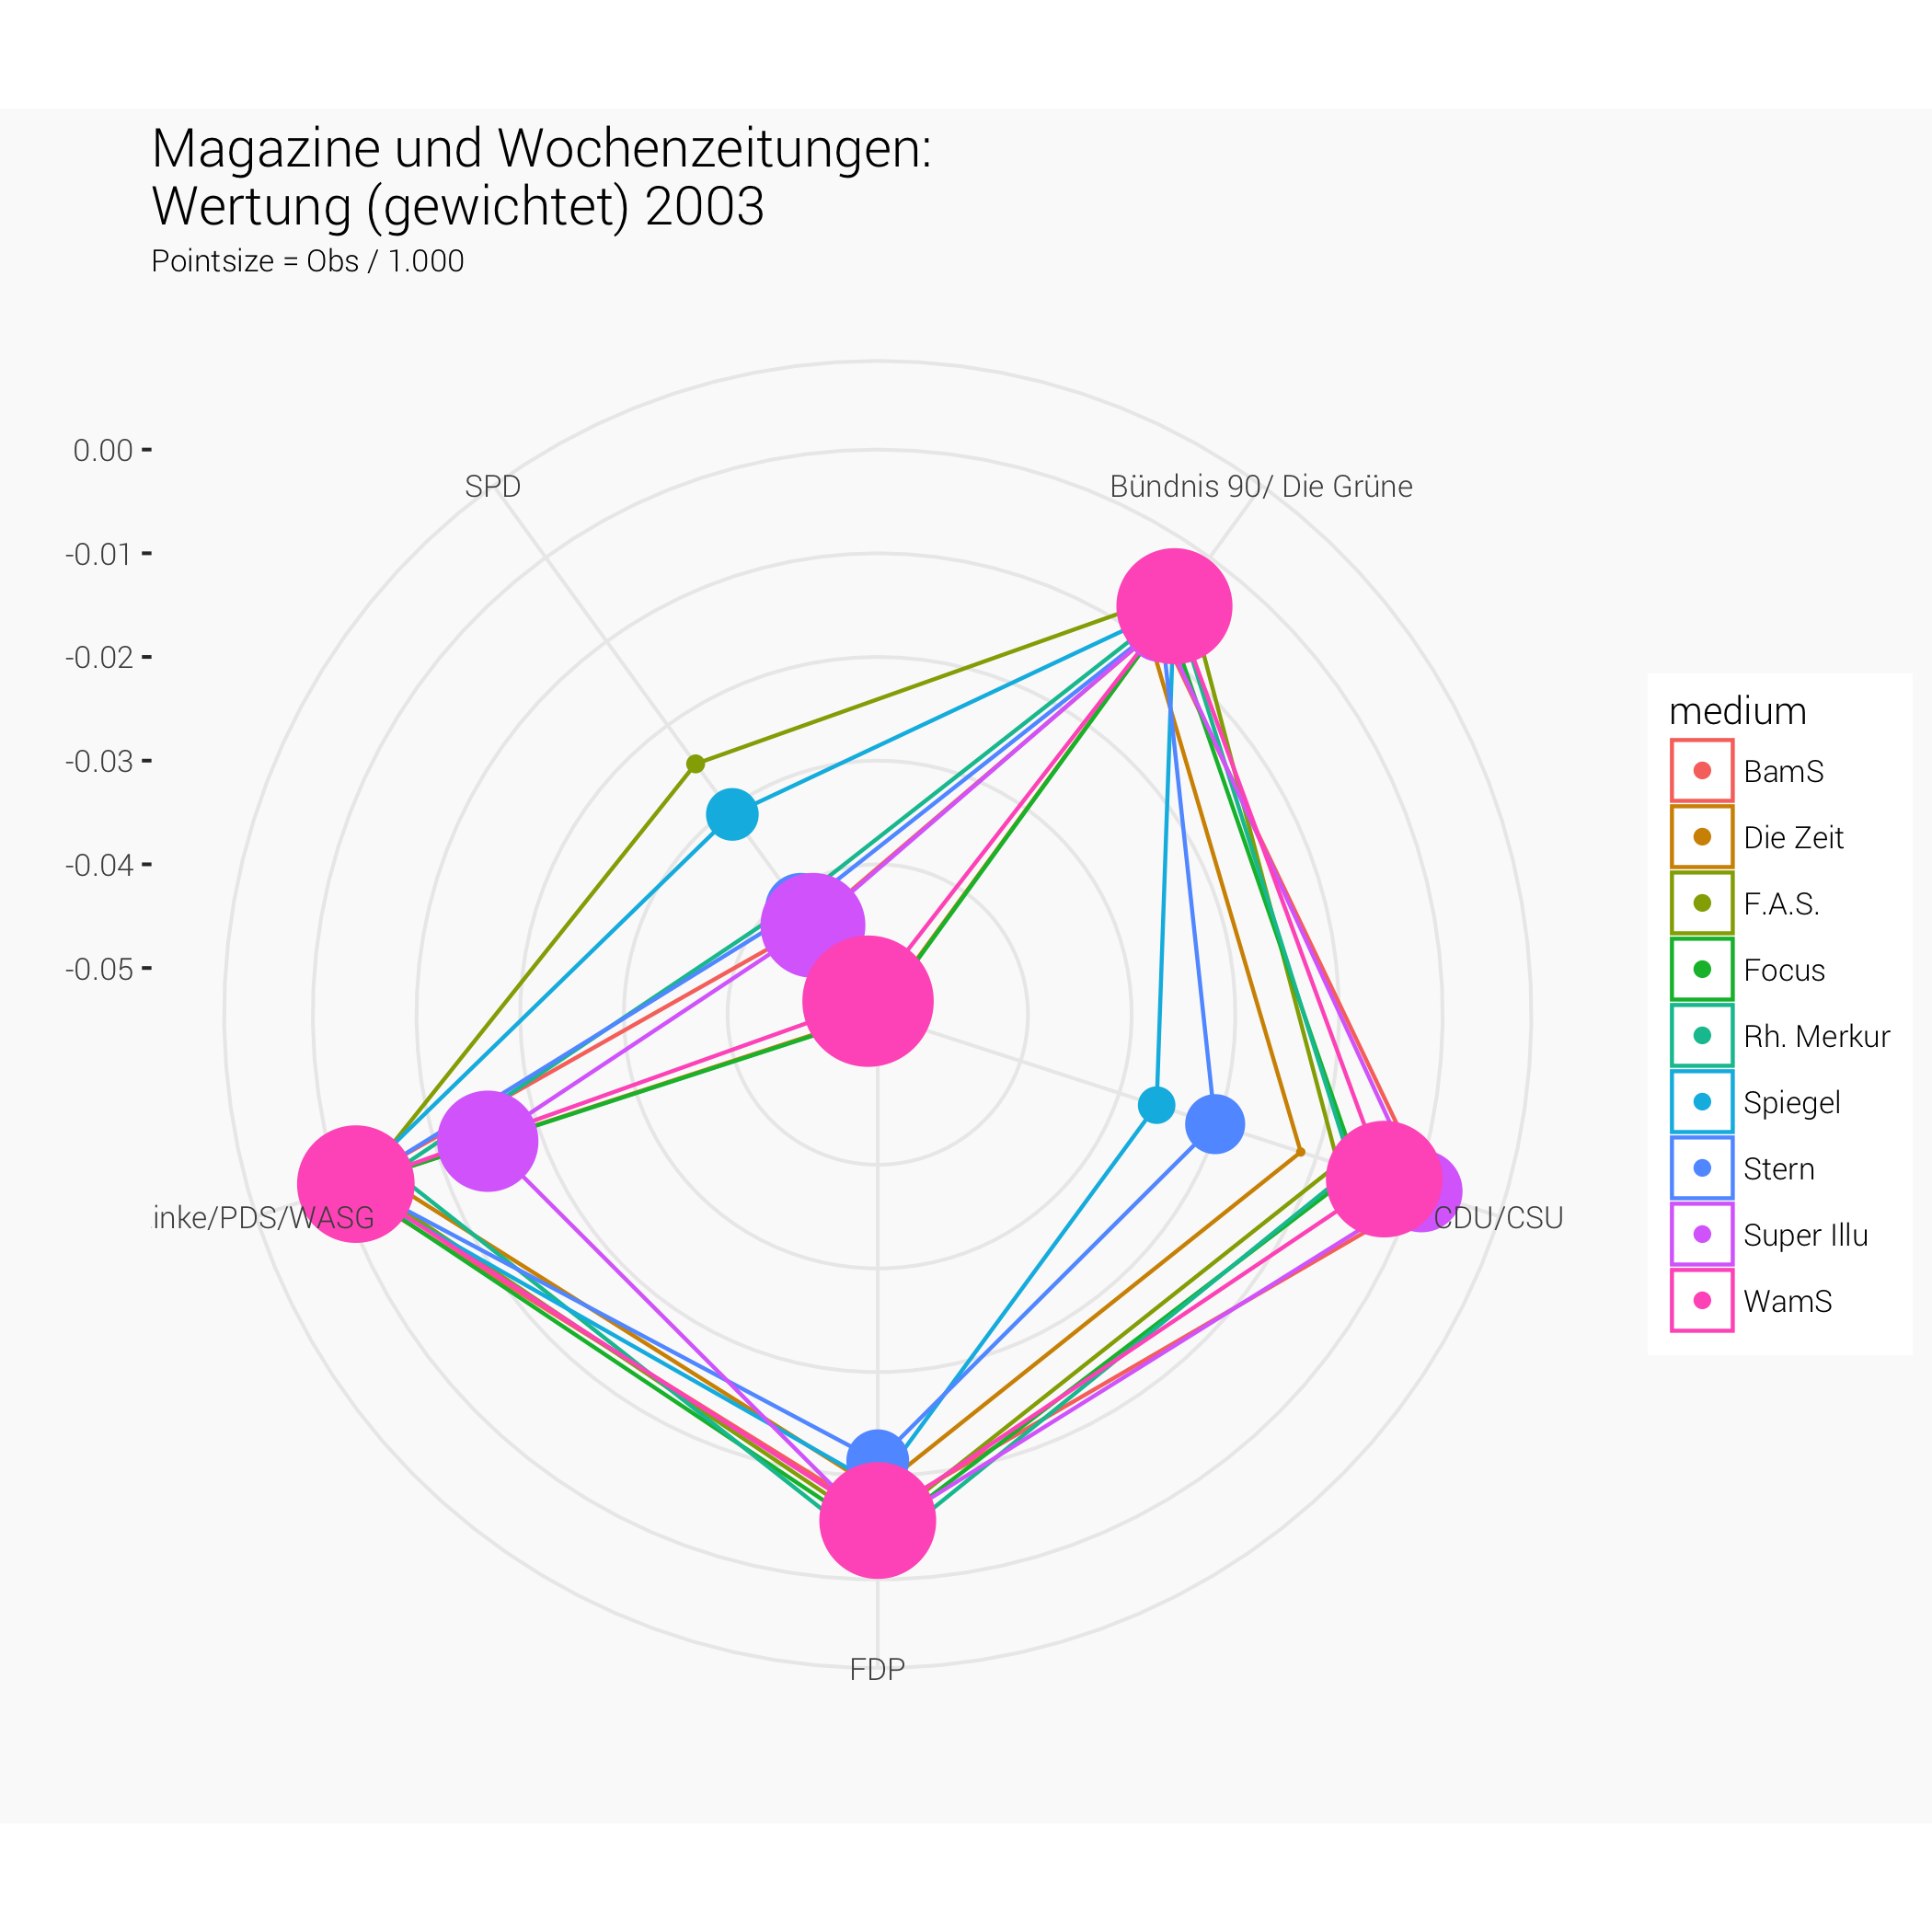 Magazine und Wochenzeitungen:
Wertung (gewichtet) 2003
Pointsize = Obs / 1.000
0.00
-0.01
-0.02
-0.03
-0.04
-0.05
SPD
Bündnis 90/ Die Grüne
inke/PDS/WASG
CDU/CSU
FDP
medium
BamS
Die Zeit
F.A.S.
Focus
Rh. Merkur
Spiegel
Stern
Super Illu
WamS